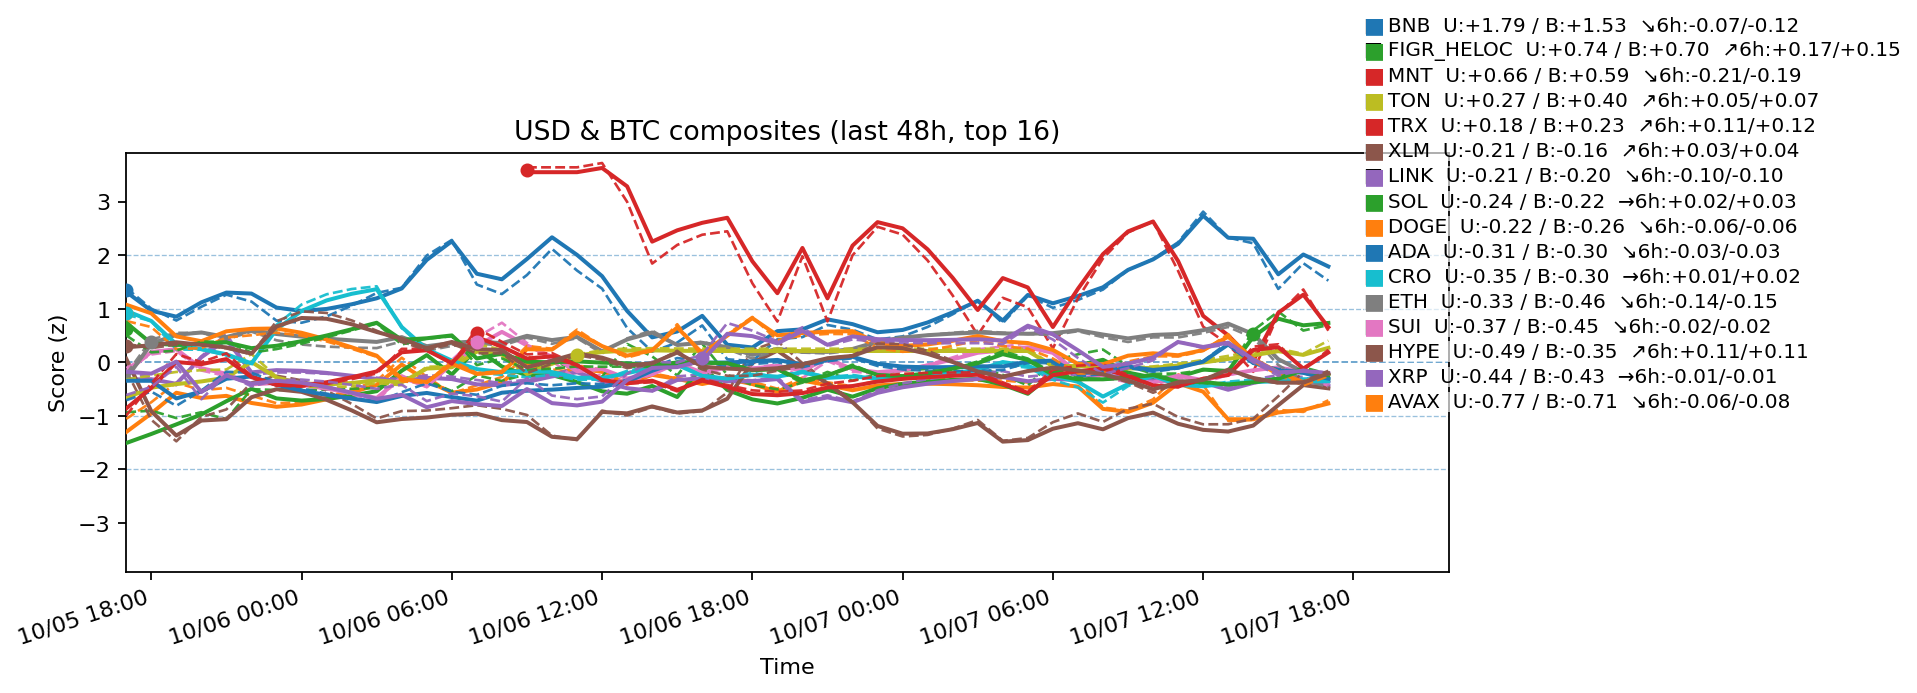 BNB  U:+1.79 / B:+1.53  ↘6h:-0.07/-0.12
FIGR_HELOC  U:+0.74 / B:+0.70  ↗6h:+0.17/+0.15
MNT  U:+0.66 / B:+0.59  ↘6h:-0.21/-0.19
TON  U:+0.27 / B:+0.40  ↗6h:+0.05/+0.07
TRX  U:+0.18 / B:+0.23  ↗6h:+0.11/+0.12
XLM  U:-0.21 / B:-0.16  ↗6h:+0.03/+0.04
LINK  U:-0.21 / B:-0.20  ↘6h:-0.10/-0.10
SOL  U:-0.24 / B:-0.22  →6h:+0.02/+0.03
DOGE  U:-0.22 / B:-0.26  ↘6h:-0.06/-0.06
ADA  U:-0.31 / B:-0.30  ↘6h:-0.03/-0.03
CRO  U:-0.35 / B:-0.30  →6h:+0.01/+0.02
ETH  U:-0.33 / B:-0.46  ↘6h:-0.14/-0.15
SUI  U:-0.37 / B:-0.45  ↘6h:-0.02/-0.02
HYPE  U:-0.49 / B:-0.35  ↗6h:+0.11/+0.11
XRP  U:-0.44 / B:-0.43  →6h:-0.01/-0.01
AVAX  U:-0.77 / B:-0.71  ↘6h:-0.06/-0.08
USD & BTC composites (last 48h, top 16)
Score (z)
3
2
1
0
−1
−2
−3
10/05 18:00
10/06 00:00
10/06 06:00
10/06 12:00
10/06 18:00
10/07 00:00
10/07 06:00
10/07 12:00
10/07 18:00
Time